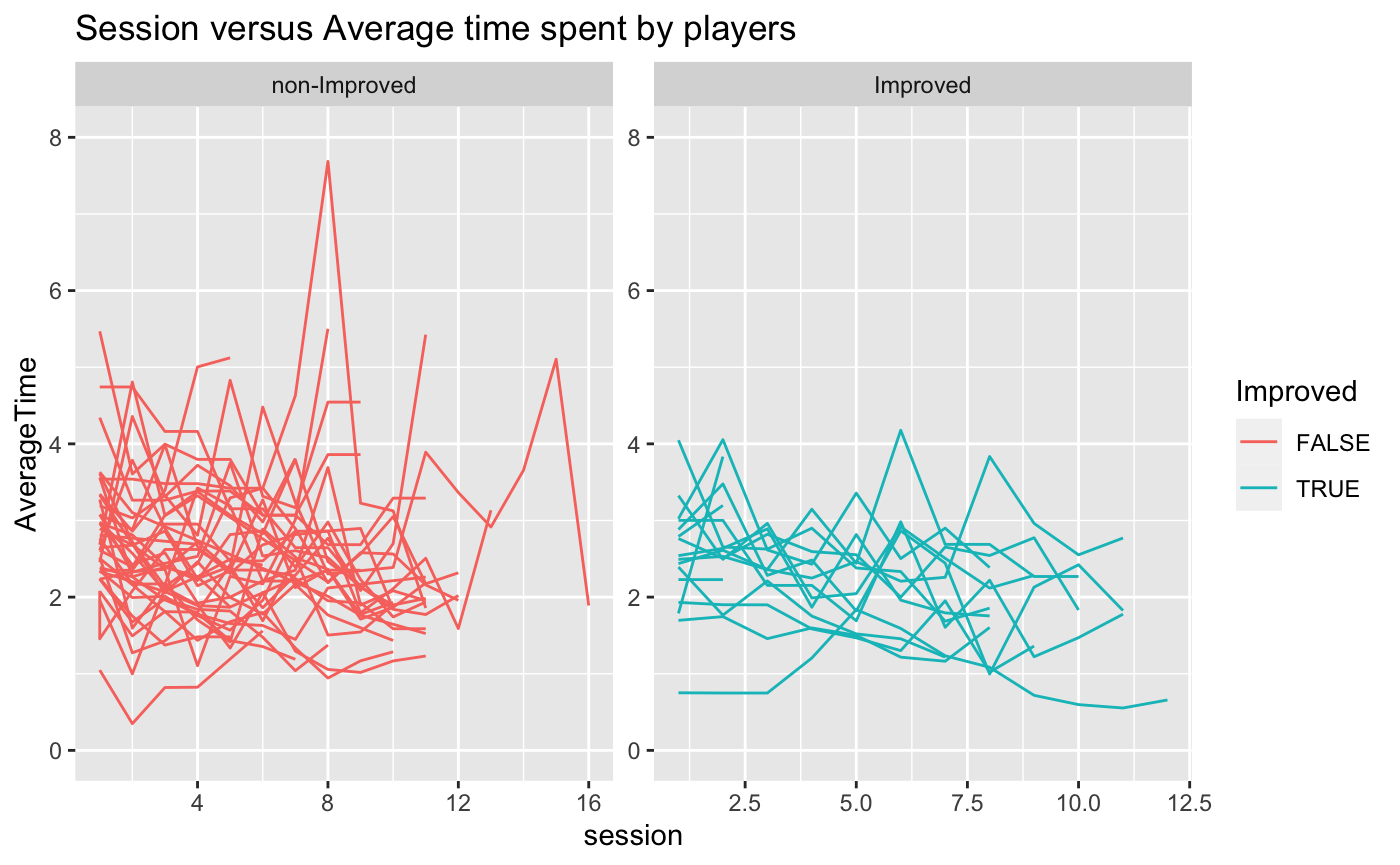 Session versus Average time spent by players
non-Improved
Improved
8
6
4
2
0
8
6
4
2
0
AverageTime
4
8
12
16
2.5
5.0
7.5
10.0
12.5
session
Improved
FALSE
TRUE